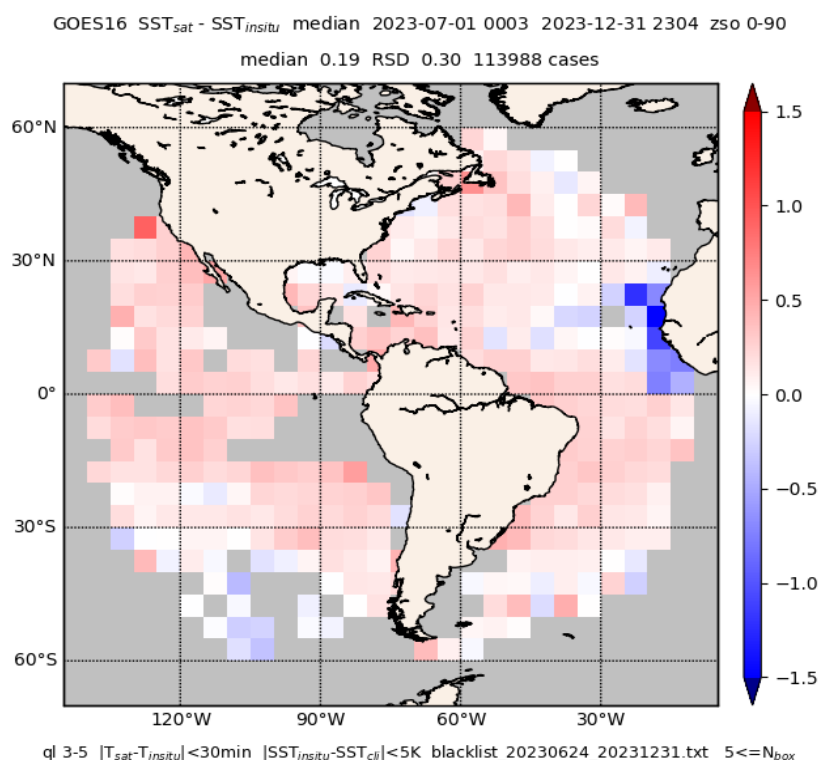 GOES16 SSTsat - SSTinsitu median 2023-07-01 0003 2023-12-31 2304 zso 0-90
median 0.19 RSD 0.30 113988 cases
1.5
60°N
1.0
30°N
0.5
0°
0.0
−0.5
30°S
−1.0
60°S
−1.5
120°W 90°W 60°W 30°W
ql 3-5 |Tsat-Tinsitu|<30min |SSTinsitu-SSTcli|<5K blacklist_20230624_20231231.txt 5<=Nbox